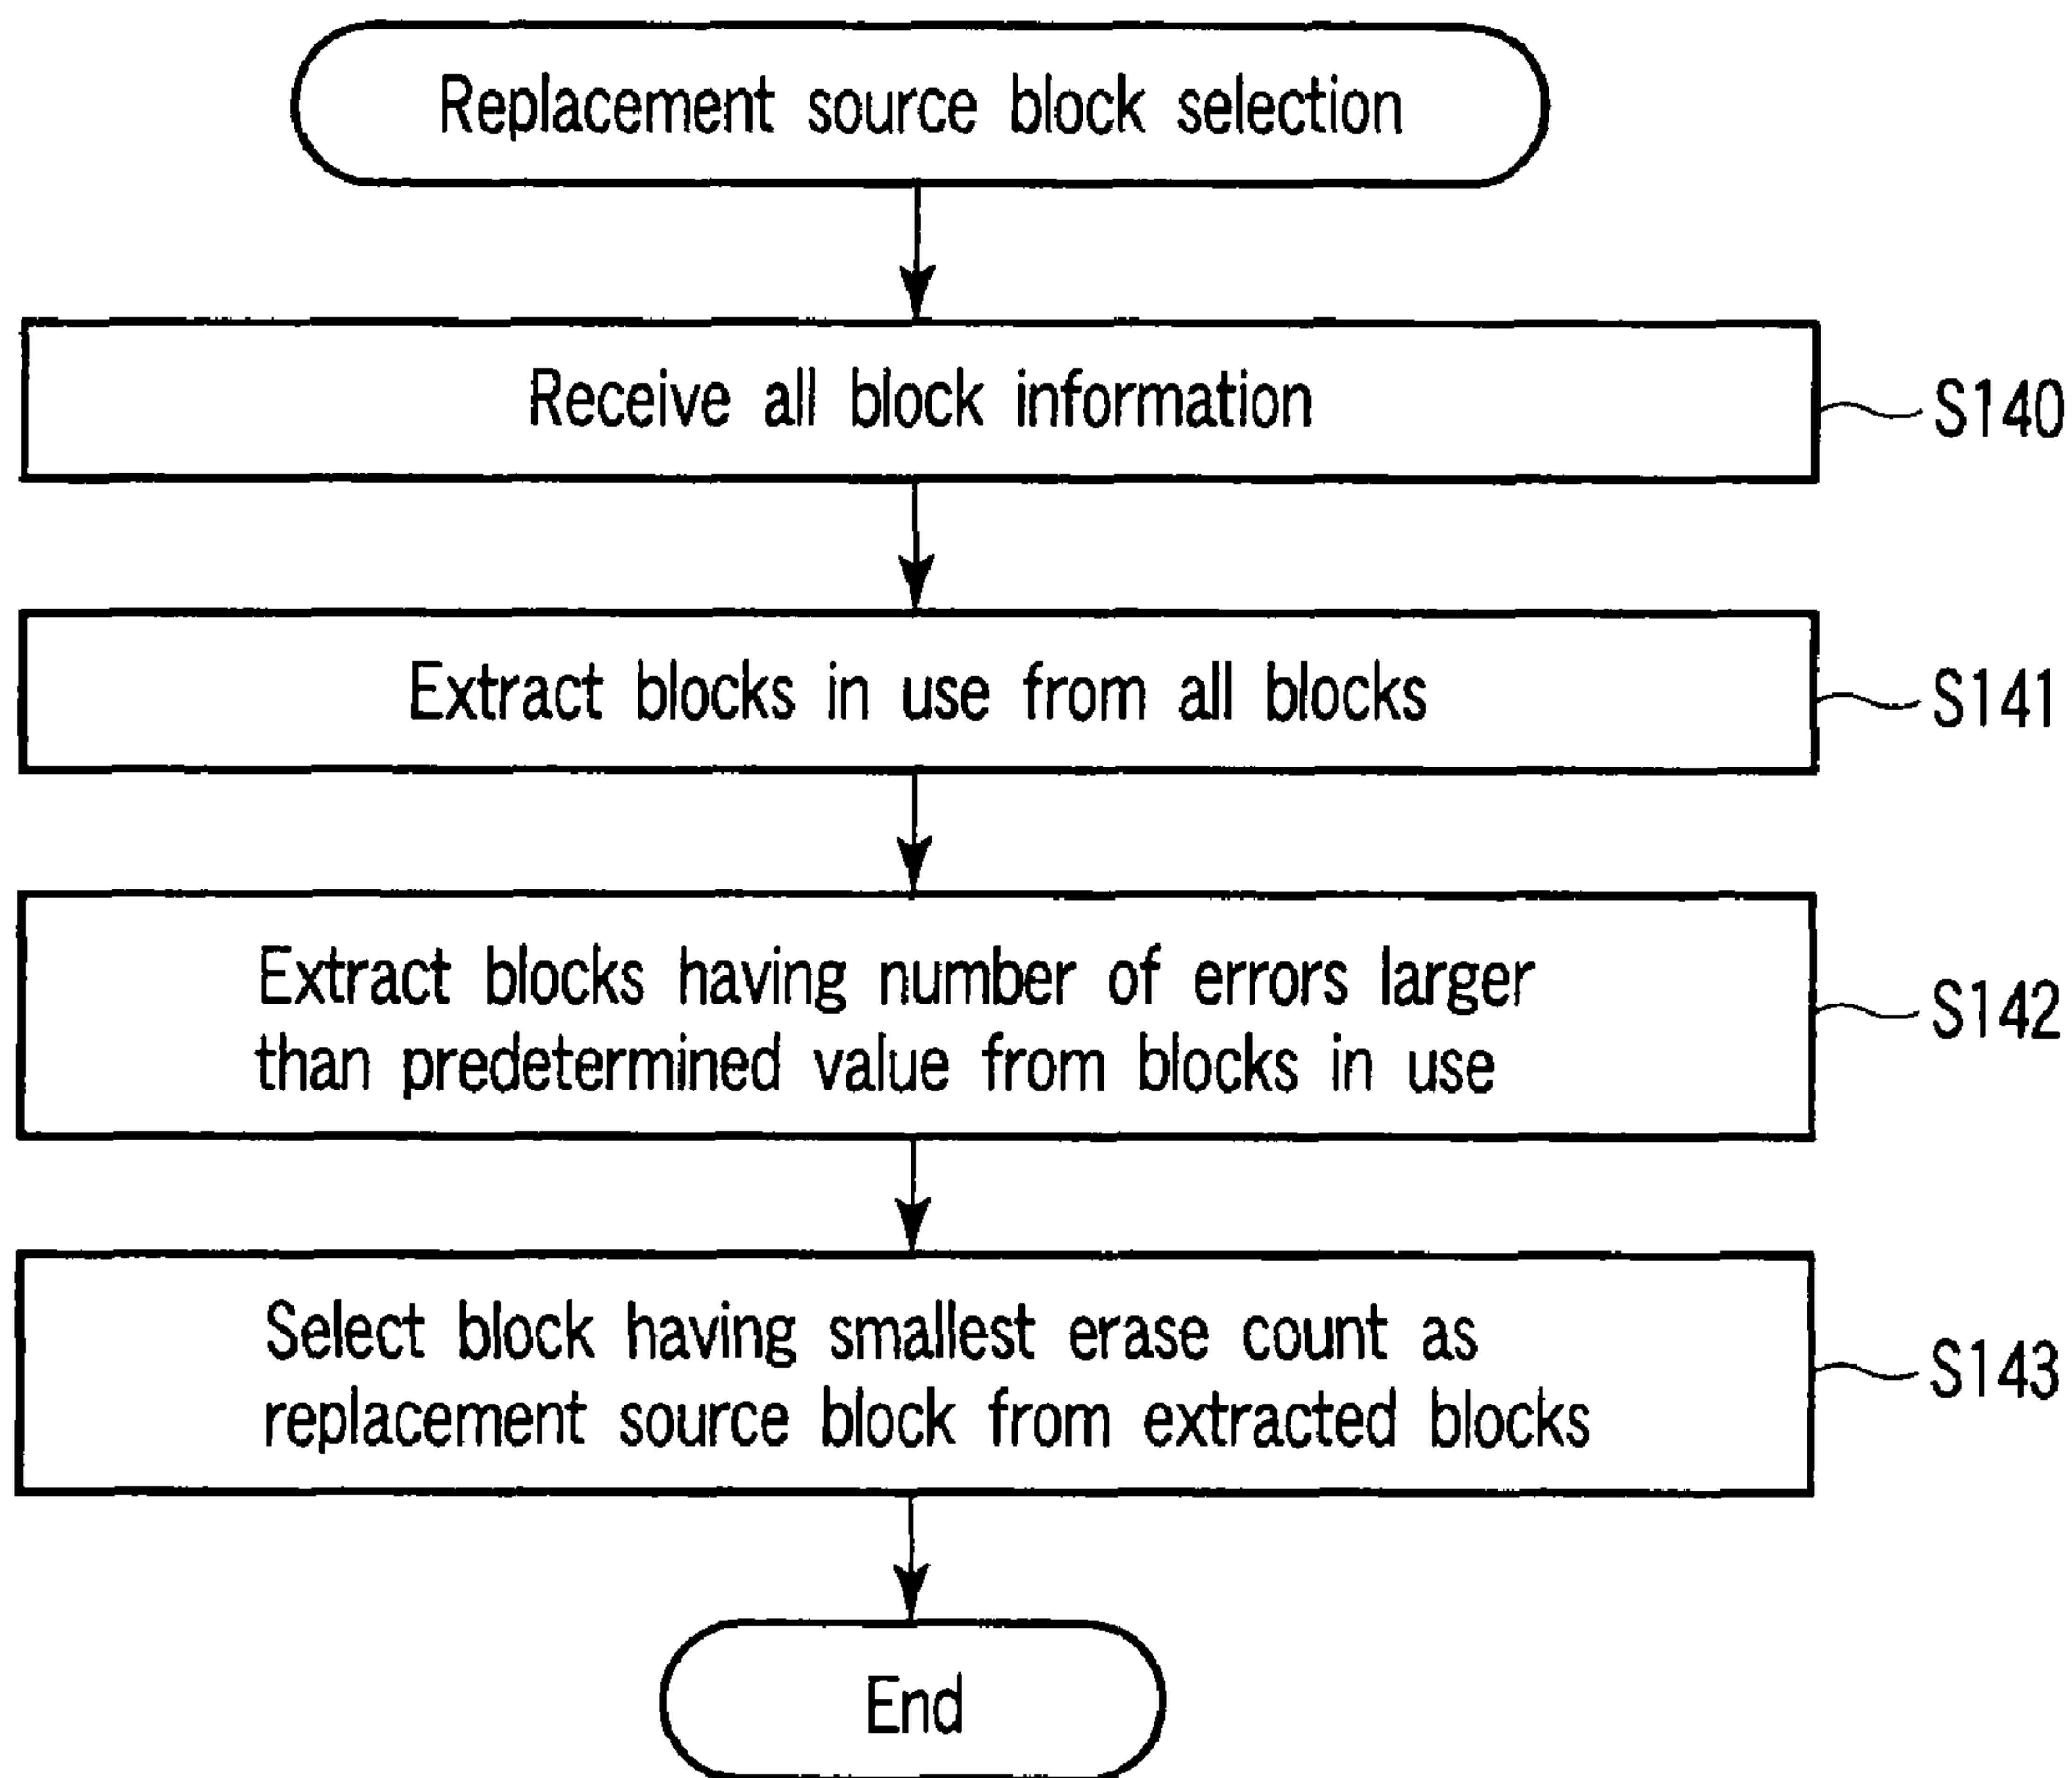 Replacement source block selection
Receive all block information
S140
Extract blocks in use from all blocks
S141
Extract blocks having number of errors larger
than predetermined value from blocks in use
S142
Select block having smallest erase count as
replacement source block from extracted blocks
S143
End